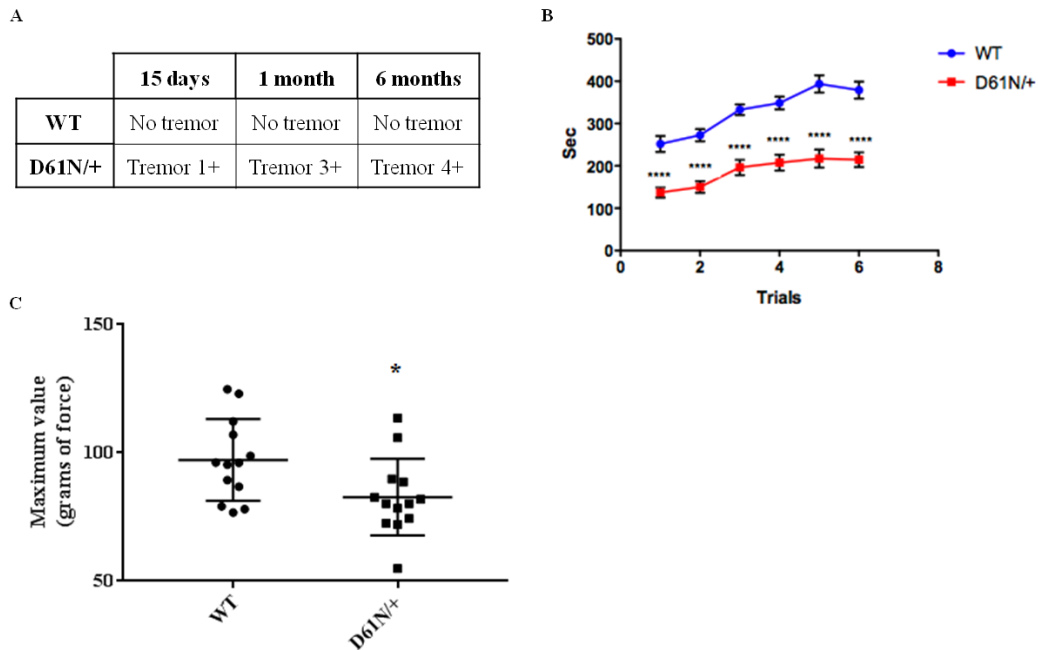 A
15 days 1 month 6 months
WT No tremor No tremor No tremor
D61N/+ Tremor 1+ Tremor 3+ Tremor 4+
B
500
400
300
200
100
0
Sec
**** **** **** **** **** ****
0 2 4 6 8
Trials
WT
D61N/+
C
150
100
50
Maximum value
(grams of force)
*
WT
D61N/+